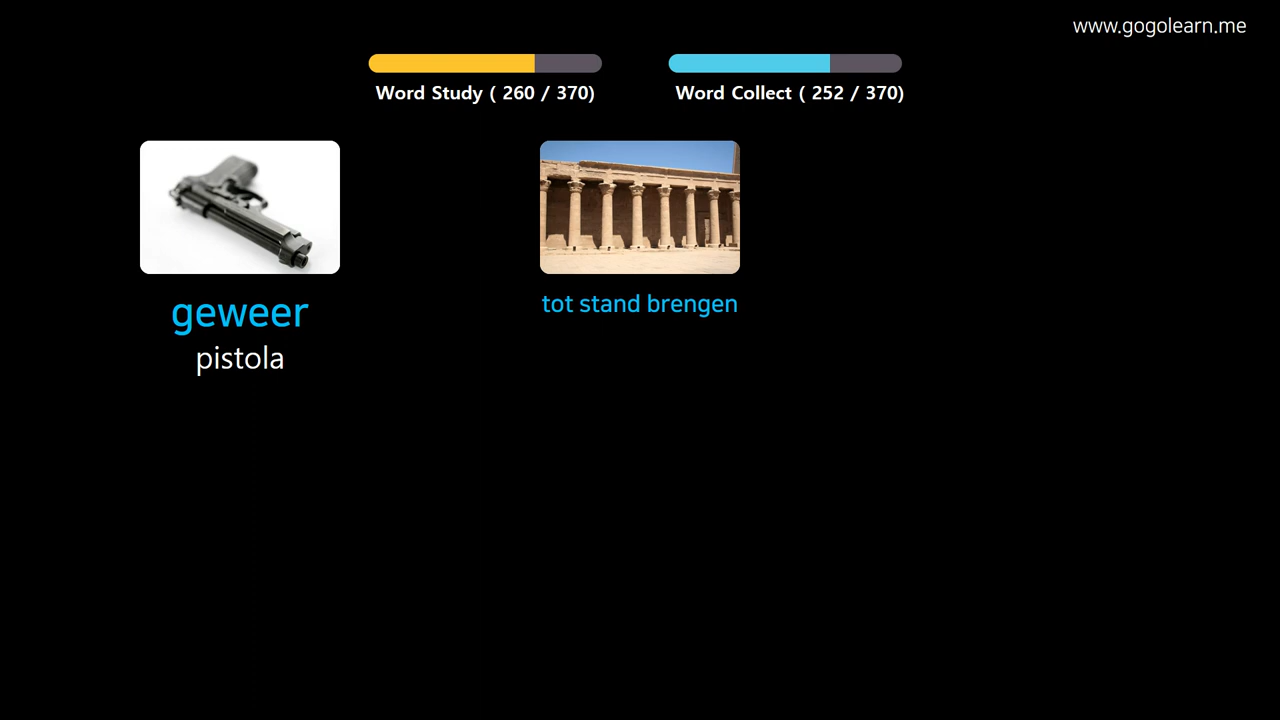 www.gogolearn.me
Word Study ( 260 / 370)
Word Collect ( 252 / 370)
geweer
pistola
tot stand brengen